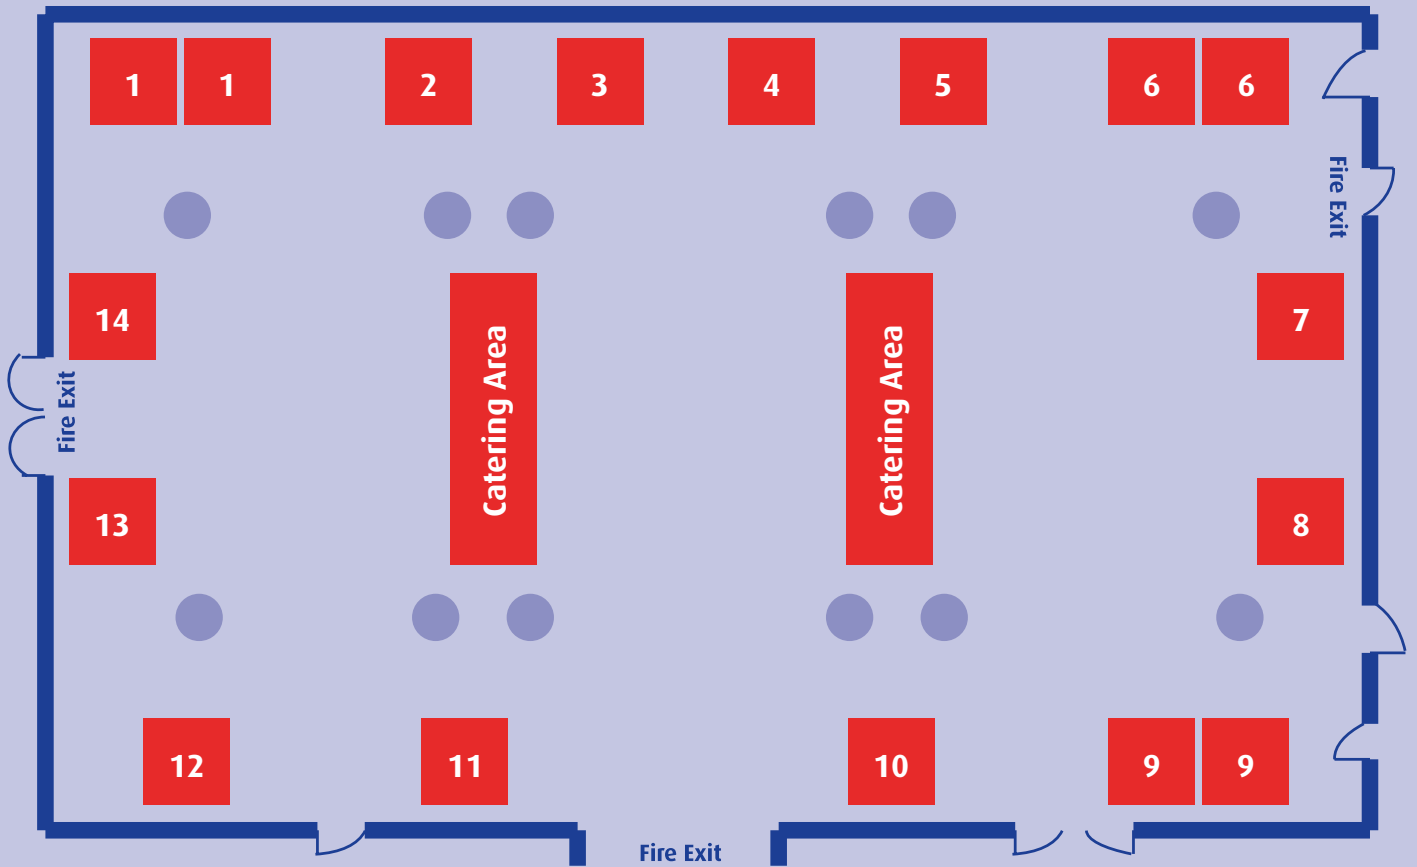 1 1 2 3 4 5 6 6
Fire Exit
14 7
Catering Area
Catering Area
Fire Exit
13 8
12 11 10 9 9
Fire Exit